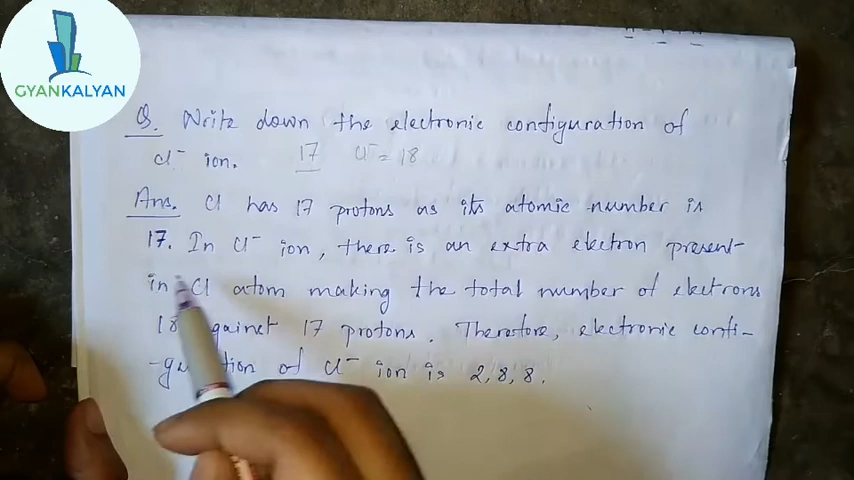 GYANKALYAN
Q. Write down the electronic configuration of
Cl⁻ ion. 17 Cl⁻ = 18
Ans. Cl has 17 protons as its atomic number is
17. In Cl⁻ ion, there is an extra electron present
in Cl atom making the total number of electrons
18 against 17 protons. Therefore, electronic confi-
-guration of Cl⁻ ion is 2, 8, 8.